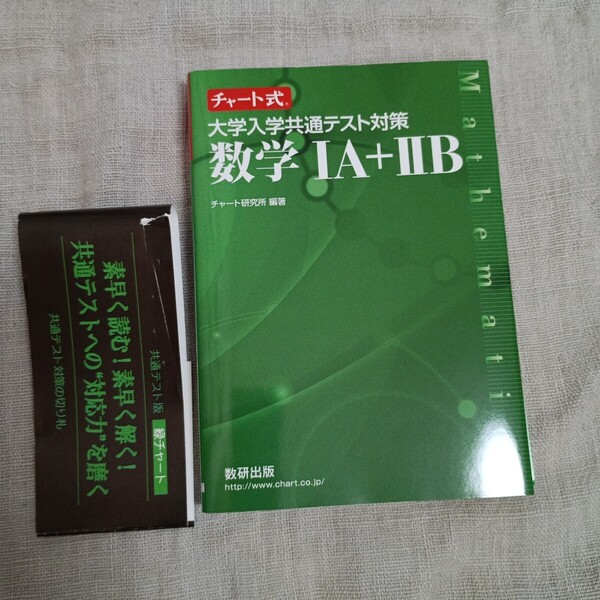 チャート式®
大学入学共通テスト対策
数学 ⅠA+ⅡB
チャート研究所 編著
Mathemati
数研出版
http://www.chart.co.jp/
共通テスト版 緑チャート
素早く読む!素早く解く!
共通テストへの“対応力”を磨く
共通テスト対策の切り札